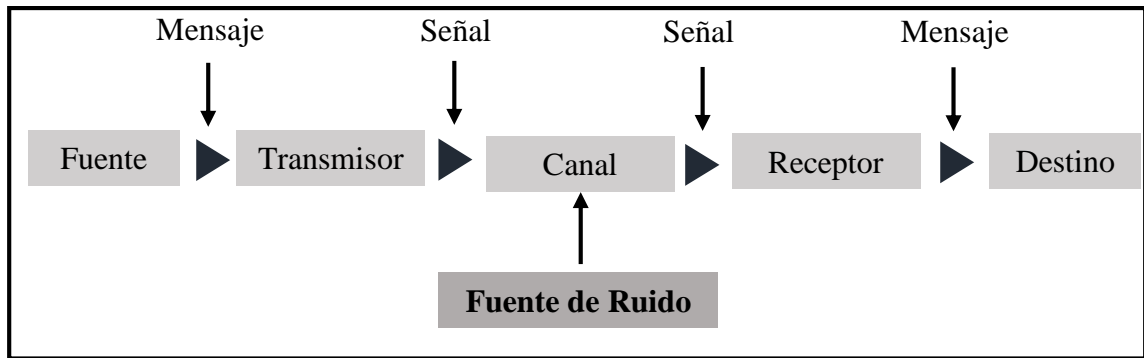 Mensaje Señal Señal Mensaje
Fuente Transmisor Canal Receptor Destino
Fuente de Ruido